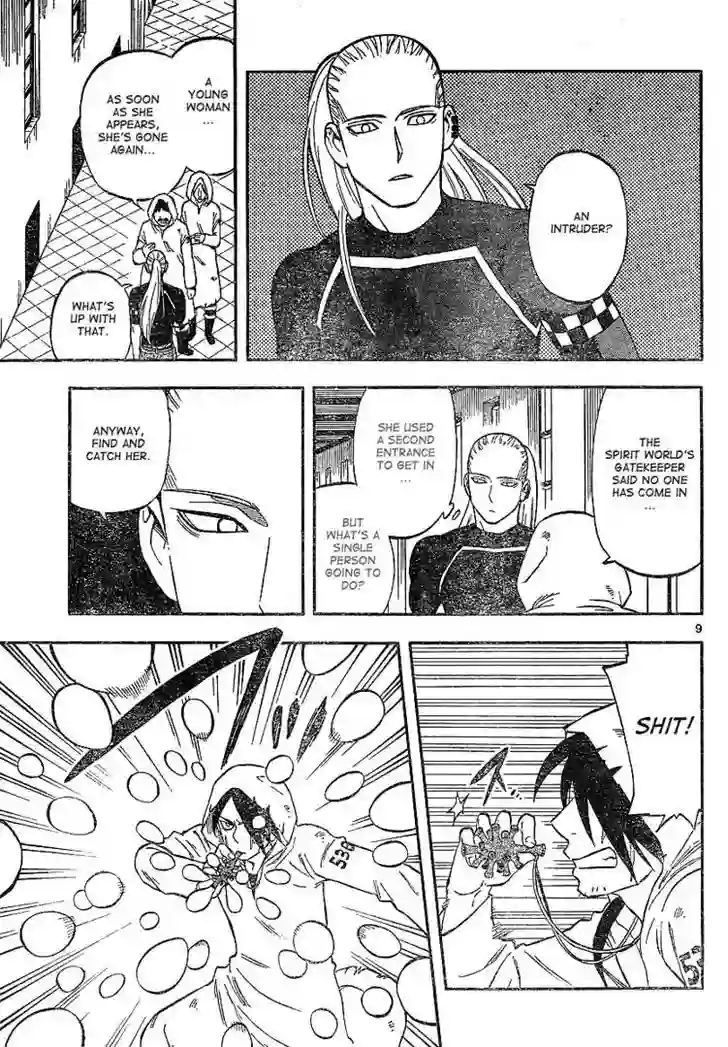 AN
INTRUDER?
A
YOUNG
WOMAN
...
AS SOON
AS SHE
APPEARS,
SHE'S GONE
AGAIN...
WHAT'S
UP WITH
THAT.
THE
SPIRIT WORLD'S
GATEKEEPER
SAID NO ONE
HAS COME IN
...
SHE USED
A SECOND
ENTRANCE
TO GET IN
...
BUT
WHAT'S A
SINGLE
PERSON
GOING TO
DO?
ANYWAY,
FIND AND
CATCH HER.
9
SHIT!
538